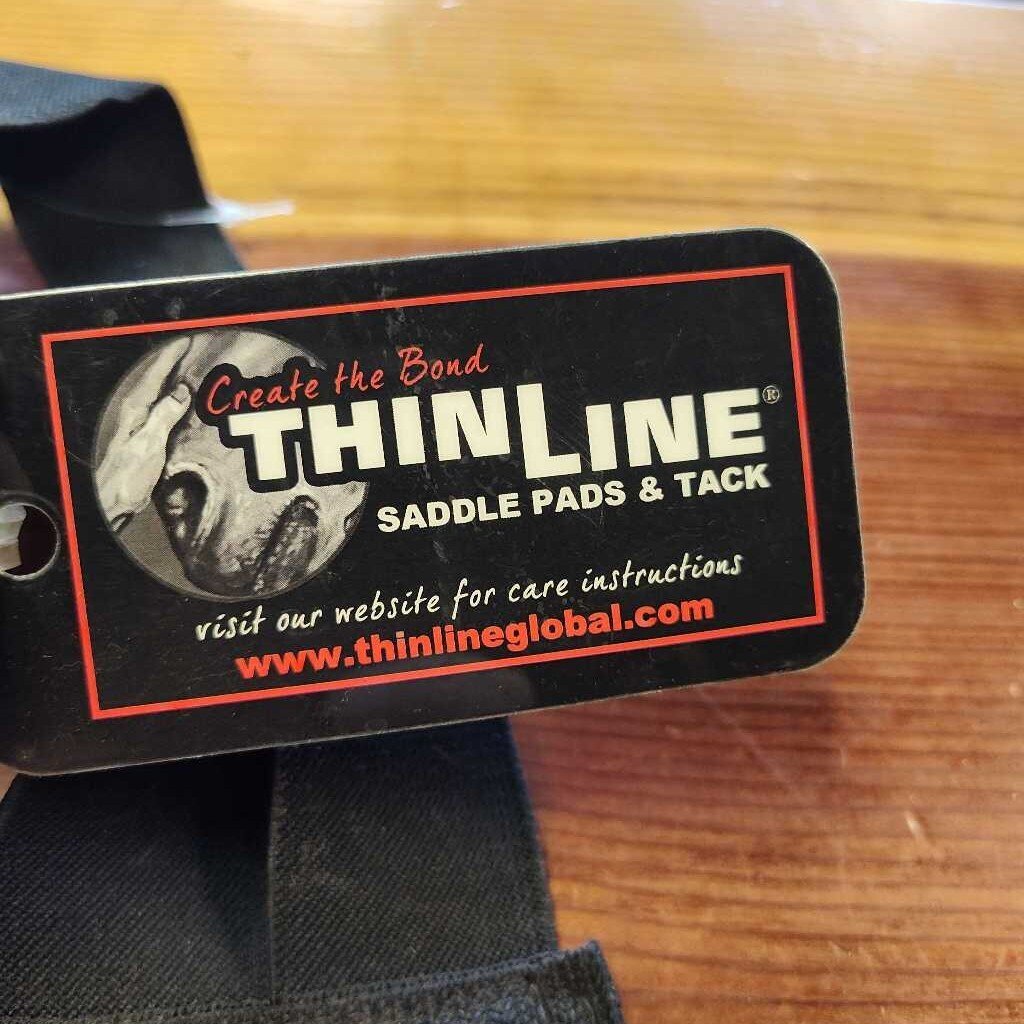 Create the Bond
THINLINE®
SADDLE PADS & TACK
visit our website for care instructions
www.thinlineglobal.com